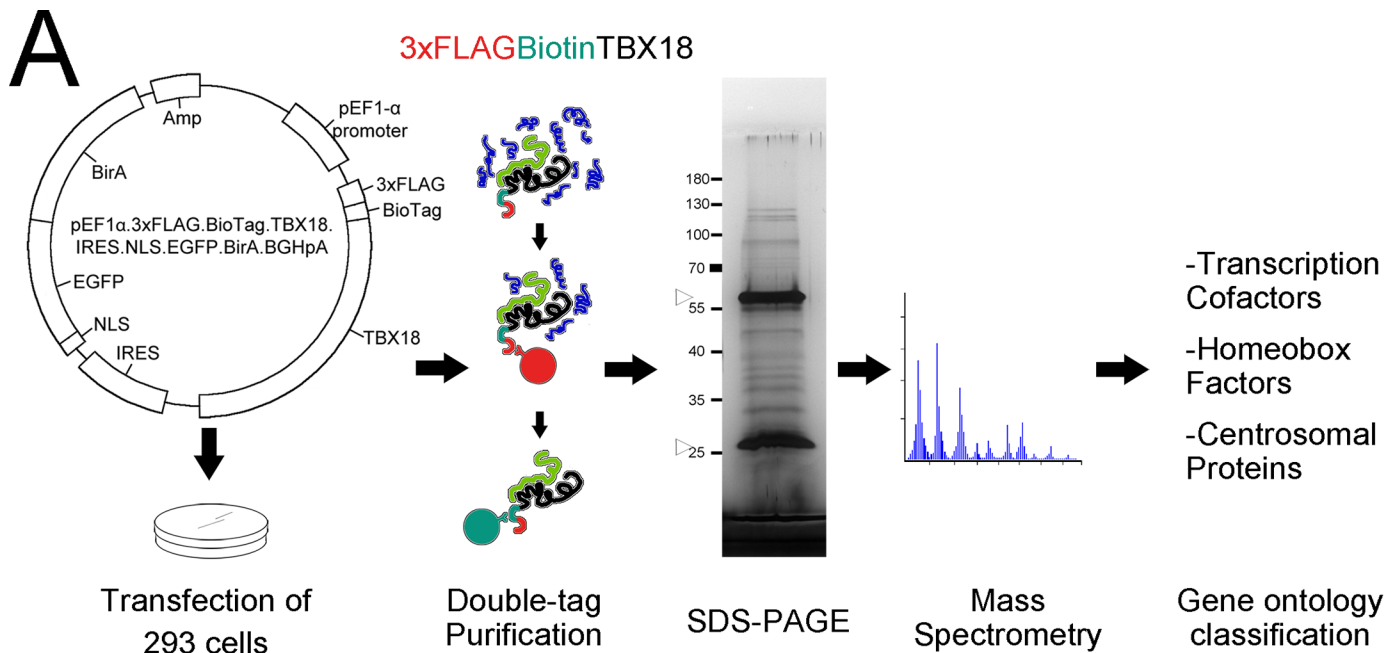 A
3xFLAGBiotinTBX18
Amp
pEF1-α
promoter
BirA
3xFLAG
BioTag
pEF1α.3xFLAG.BioTag.TBX18.
IRES.NLS.EGFP.BirA.BGHpA
EGFP
NLS
IRES
TBX18
180
130
100
70
55
40
35
25
-Transcription
Cofactors
-Homeobox
Factors
-Centrosomal
Proteins
Transfection of
293 cells
Double-tag
Purification
SDS-PAGE
Mass
Spectrometry
Gene ontology
classification